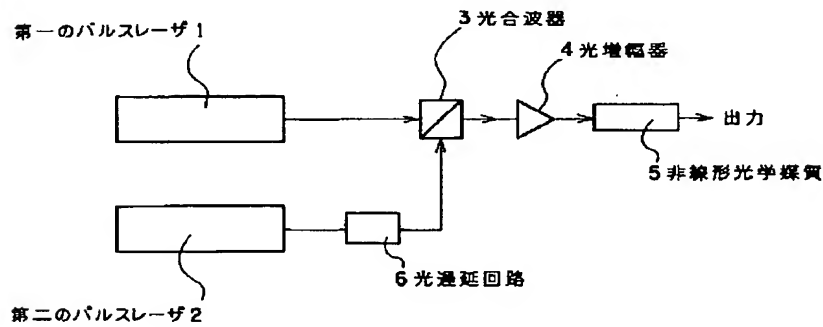 第一のパルスレーザ1
3光合波器
4光増幅器
出力
5非線形光学媒質
6光遅延回路
第二のパルスレーザ2